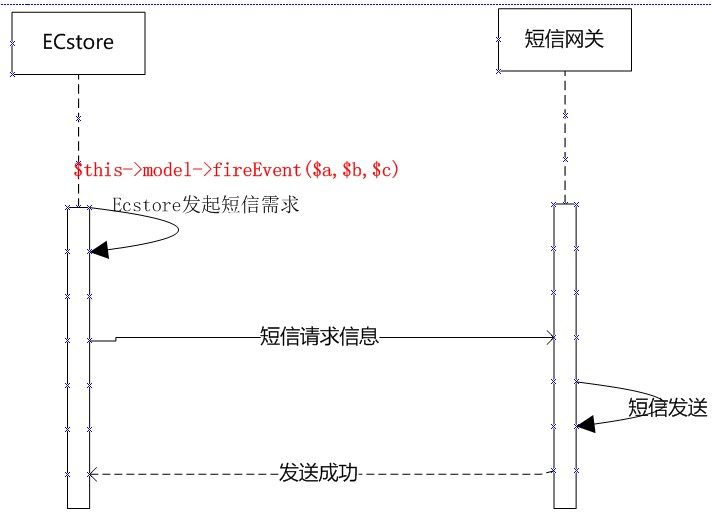 ECstore
短信网关
$this->model->fireEvent($a,$b,$c)
Ecstore发起短信需求
短信请求信息
短信发送
发送成功